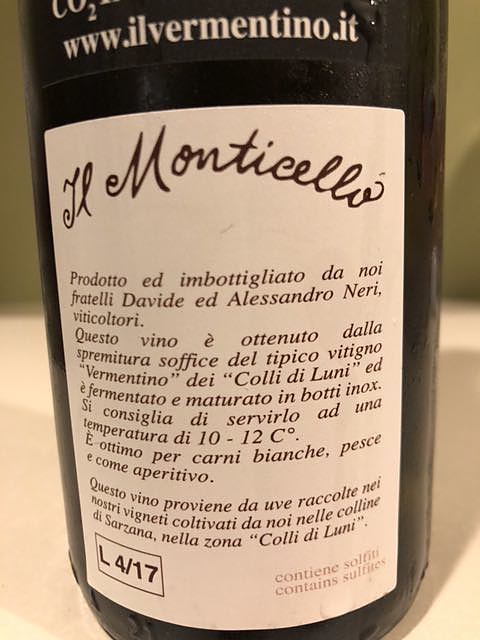 CO2
www.ilvermentino.it
Il Monticello
Prodotto ed imbottigliato da noi
fratelli Davide ed Alessandro Neri,
viticoltori.
Questo vino è ottenuto dalla
spremitura soffice del tipico vitigno
"Vermentino" dei "Colli di Luni" ed
è fermentato e maturato in botti inox.
Si consiglia di servirlo ad una
temperatura di 10 - 12 C°.
È ottimo per carni bianche, pesce
e come aperitivo.
Questo vino proviene da uve raccolte nei
nostri vigneti coltivati da noi nelle colline
di Sarzana, nella zona "Colli di Luni".
L 4/17
contiene solfiti
contains sulfites